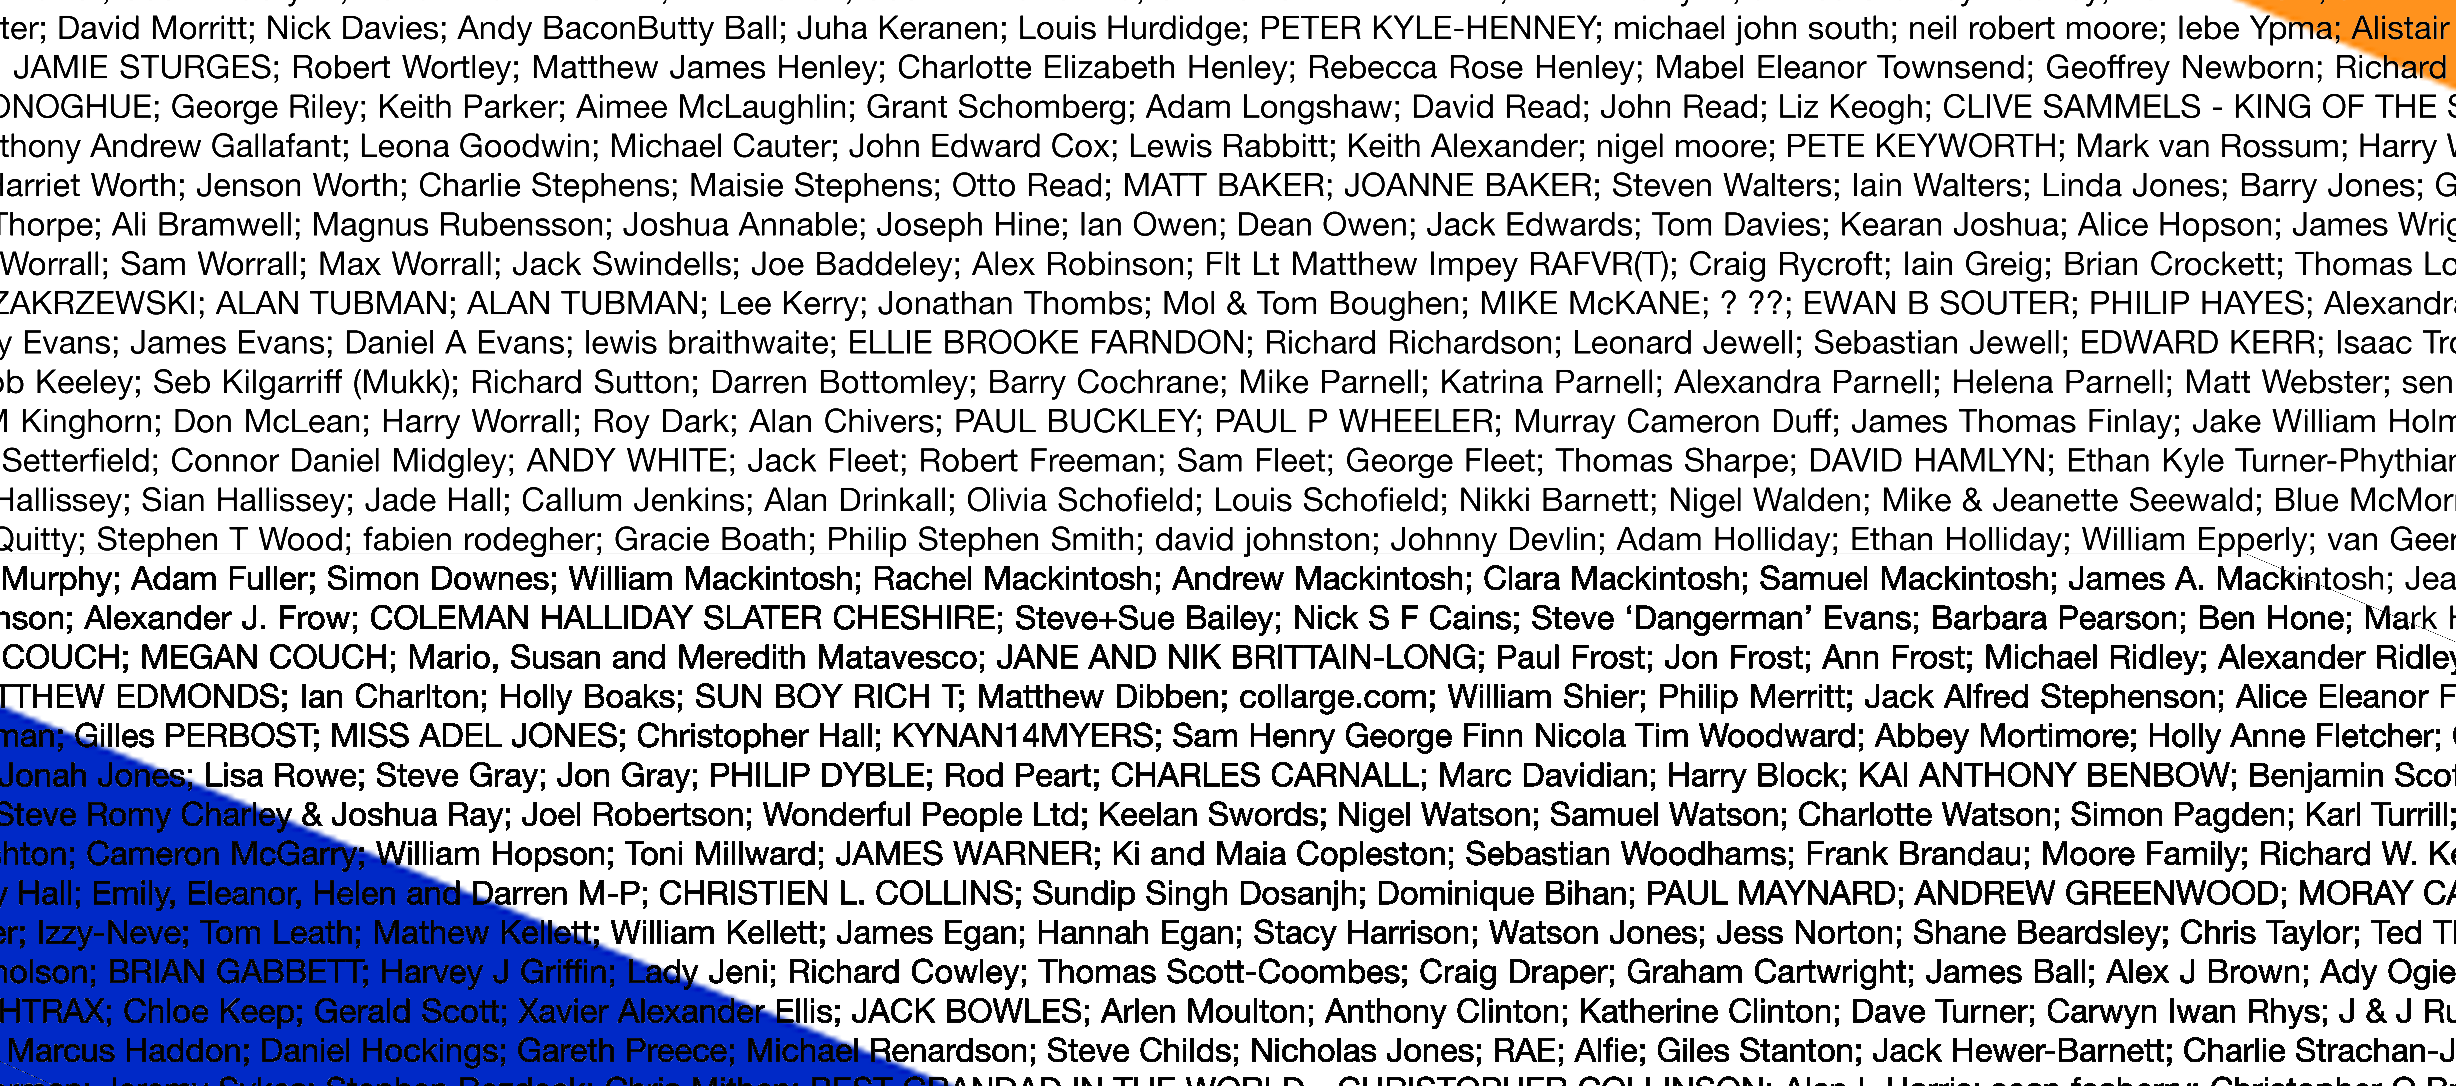 ter; David Morritt; Nick Davies; Andy BaconButty Ball; Juha Keranen; Louis Hurdidge; PETER KYLE-HENNEY; michael john south; neil robert moore; Iebe Ypma; Alistair
JAMIE STURGES; Robert Wortley; Matthew James Henley; Charlotte Elizabeth Henley; Rebecca Rose Henley; Mabel Eleanor Townsend; Geoffrey Newborn; Richard
ONOGHUE; George Riley; Keith Parker; Aimee McLaughlin; Grant Schomberg; Adam Longshaw; David Read; John Read; Liz Keogh; CLIVE SAMMELS - KING OF THE S
thony Andrew Gallafant; Leona Goodwin; Michael Cauter; John Edward Cox; Lewis Rabbitt; Keith Alexander; nigel moore; PETE KEYWORTH; Mark van Rossum; Harry
Harriet Worth; Jenson Worth; Charlie Stephens; Maisie Stephens; Otto Read; MATT BAKER; JOANNE BAKER; Steven Walters; Iain Walters; Linda Jones; Barry Jones; G
Thorpe; Ali Bramwell; Magnus Rubensson; Joshua Annable; Joseph Hine; Ian Owen; Dean Owen; Jack Edwards; Tom Davies; Kearan Joshua; Alice Hopson; James Wrig
Worrall; Sam Worrall; Max Worrall; Jack Swindells; Joe Baddeley; Alex Robinson; Flt Lt Matthew Impey RAFVR(T); Craig Rycroft; Iain Greig; Brian Crockett; Thomas Lo
ZAKRZEWSKI; ALAN TUBMAN; ALAN TUBMAN; Lee Kerry; Jonathan Thombs; Mol & Tom Boughen; MIKE McKANE; ? ??; EWAN B SOUTER; PHILIP HAYES; Alexandra
y Evans; James Evans; Daniel A Evans; lewis braithwaite; ELLIE BROOKE FARNDON; Richard Richardson; Leonard Jewell; Sebastian Jewell; EDWARD KERR; Isaac Tro
ob Keeley; Seb Kilgarriff (Mukk); Richard Sutton; Darren Bottomley; Barry Cochrane; Mike Parnell; Katrina Parnell; Alexandra Parnell; Helena Parnell; Matt Webster; sen
M Kinghorn; Don McLean; Harry Worrall; Roy Dark; Alan Chivers; PAUL BUCKLEY; PAUL P WHEELER; Murray Cameron Duff; James Thomas Finlay; Jake William Holm
Setterfield; Connor Daniel Midgley; ANDY WHITE; Jack Fleet; Robert Freeman; Sam Fleet; George Fleet; Thomas Sharpe; DAVID HAMLYN; Ethan Kyle Turner-Phythian
Hallissey; Sian Hallissey; Jade Hall; Callum Jenkins; Alan Drinkall; Olivia Schofield; Louis Schofield; Nikki Barnett; Nigel Walden; Mike & Jeanette Seewald; Blue McMor
Quitty; Stephen T Wood; fabien rodegher; Gracie Boath; Philip Stephen Smith; david johnston; Johnny Devlin; Adam Holliday; Ethan Holliday; William Epperly; van Geer
Murphy; Adam Fuller; Simon Downes; William Mackintosh; Rachel Mackintosh; Andrew Mackintosh; Clara Mackintosh; Samuel Mackintosh; James A. Mackintosh; Jea
nson; Alexander J. Frow; COLEMAN HALLIDAY SLATER CHESHIRE; Steve+Sue Bailey; Nick S F Cains; Steve ‘Dangerman’ Evans; Barbara Pearson; Ben Hone; Mark H
COUCH; MEGAN COUCH; Mario, Susan and Meredith Matavesco; JANE AND NIK BRITTAIN-LONG; Paul Frost; Jon Frost; Ann Frost; Michael Ridley; Alexander Ridley
TTHEW EDMONDS; Ian Charlton; Holly Boaks; SUN BOY RICH T; Matthew Dibben; collarge.com; William Shier; Philip Merritt; Jack Alfred Stephenson; Alice Eleanor F
man; Gilles PERBOST; MISS ADEL JONES; Christopher Hall; KYNAN14MYERS; Sam Henry George Finn Nicola Tim Woodward; Abbey Mortimore; Holly Anne Fletcher;
Jonah Jones; Lisa Rowe; Steve Gray; Jon Gray; PHILIP DYBLE; Rod Peart; CHARLES CARNALL; Marc Davidian; Harry Block; KAI ANTHONY BENBOW; Benjamin Scot
Steve Romy Charley & Joshua Ray; Joel Robertson; Wonderful People Ltd; Keelan Swords; Nigel Watson; Samuel Watson; Charlotte Watson; Simon Pagden; Karl Turrill;
hton; Cameron McGarry; William Hopson; Toni Millward; JAMES WARNER; Ki and Maia Copleston; Sebastian Woodhams; Frank Brandau; Moore Family; Richard W. Ke
y Hall; Emily, Eleanor, Helen and Darren M-P; CHRISTIEN L. COLLINS; Sundip Singh Dosanjh; Dominique Bihan; PAUL MAYNARD; ANDREW GREENWOOD; MORAY CA
er; Izzy-Neve; Tom Leath; Mathew Kellett; William Kellett; James Egan; Hannah Egan; Stacy Harrison; Watson Jones; Jess Norton; Shane Beardsley; Chris Taylor; Ted Th
holson; BRIAN GABBETT; Harvey J Griffin; Lady Jeni; Richard Cowley; Thomas Scott-Coombes; Craig Draper; Graham Cartwright; James Ball; Alex J Brown; Ady Ogie
HTRAX; Chloe Keep; Gerald Scott; Xavier Alexander Ellis; JACK BOWLES; Arlen Moulton; Anthony Clinton; Katherine Clinton; Dave Turner; Carwyn Iwan Rhys; J & J Ru
Marcus Haddon; Daniel Hockings; Gareth Preece; Michael Renardson; Steve Childs; Nicholas Jones; RAE; Alfie; Giles Stanton; Jack Hewer-Barnett; Charlie Strachan-J
BEST GRANDAD IN THE WORLD - CHRISTOPHER COLLINSON;